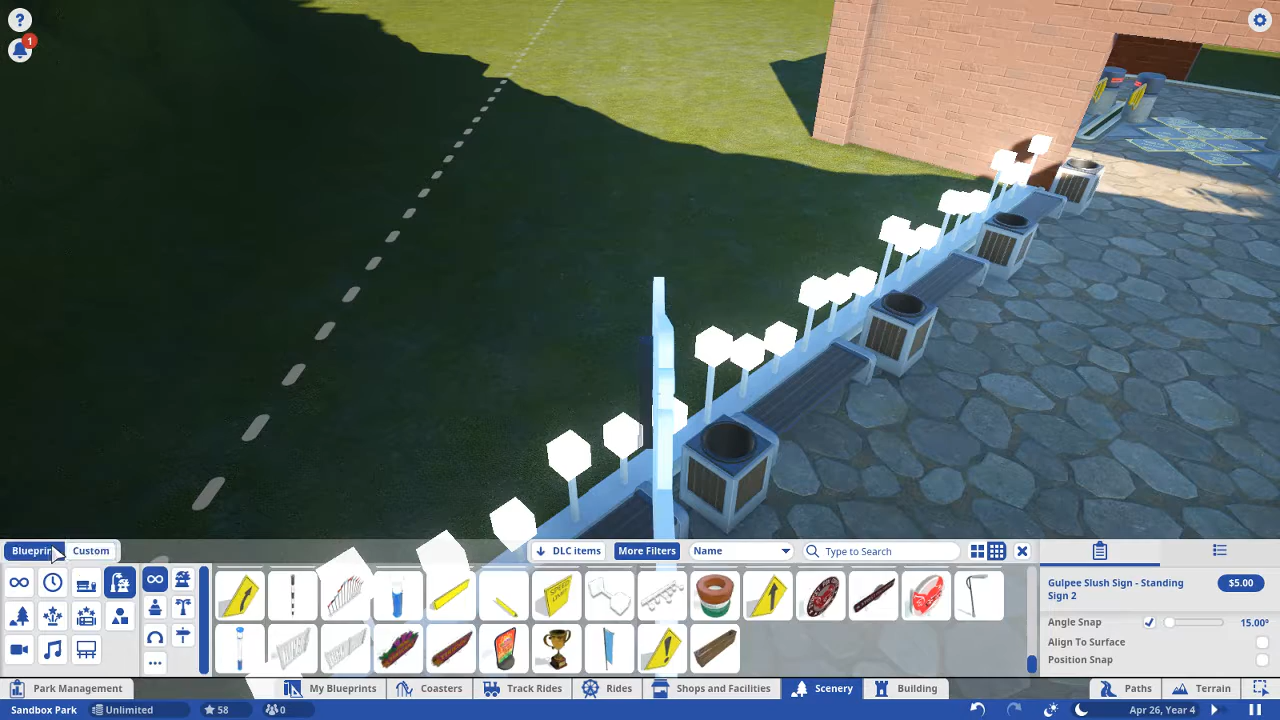 ?
1
Blueprin
Custom
DLC items
More Filters
Name
Type to Search
Gulpee Slush Sign - Standing
Sign 2
$5.00
Angle Snap
15.00°
Align To Surface
Position Snap
Park Management
My Blueprints
Coasters
Track Rides
Rides
Shops and Facilities
Scenery
Building
Paths
Terrain
Sandbox Park
Unlimited
58
0
Apr 26, Year 4